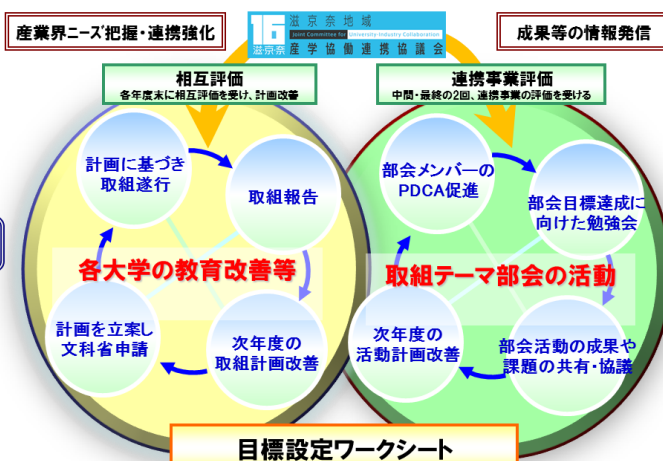 産業界ニーズ把握・連携強化
16
滋京奈
滋京奈地域
Joint Committee for University-Industry Collaboration
産学協働連携協議会
成果等の情報発信
相互評価
各年度末に相互評価を受け、計画改善
連携事業評価
中間・最終の2回、連携事業の評価を受ける
計画に基づき
取組遂行
取組報告
各大学の教育改善等
計画を立案し
文科省申請
次年度の
取組計画改善
部会メンバーの
PDCA促進
部会目標達成に
向けた勉強会
取組テーマ部会の活動
次年度の
活動計画改善
部会活動の成果や
課題の共有・協議
目標設定ワークシート